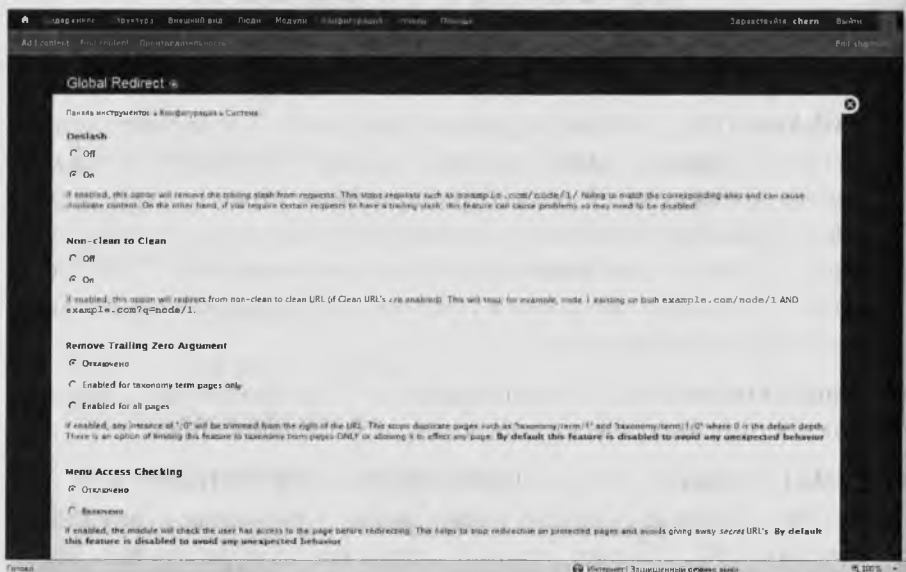 Содержание Структура Внешний вид Люди Модули Конфигурация Отчеты Помощь Здравствуйте, chern Выйти
Add content Find content Производительность Edit shortcuts
Global Redirect
Панель инструментов » Конфигурация » Система
Deslash
Off
On
If enabled, this option will remove the trailing slash from requests. This stops requests such as example.com/node/1/ failing to match the corresponding alias and can cause
duplicate content. On the other hand, if you require certain requests to have a trailing slash, this feature can cause problems so may need to be disabled.
Non-clean to Clean
Off
On
If enabled, this option will redirect from non-clean to clean URL (if Clean URL's are enabled). This will stop, for example, node 1 existing on both example.com/node/1 AND
example.com?q=node/1.
Remove Trailing Zero Argument
Отключено
Enabled for taxonomy term pages only
Enabled for all pages
If enabled, any instance of "/0" will be trimmed from the right of the URL. This stops duplicate pages such as "taxonomy/term/1" and "taxonomy/term/1/0" where 0 is the default depth.
There is an option of limiting this feature to taxonomy term pages ONLY or allowing it to effect any page. By default this feature is disabled to avoid any unexpected behavior
Menu Access Checking
Отключено
Включено
If enabled, the module will check the user has access to the page before redirecting. This helps to stop redirection on protected pages and avoids giving away secret URL's. By default
this feature is disabled to avoid any unexpected behavior
Готово Интернет | Защищенный режим: выкл. 100%